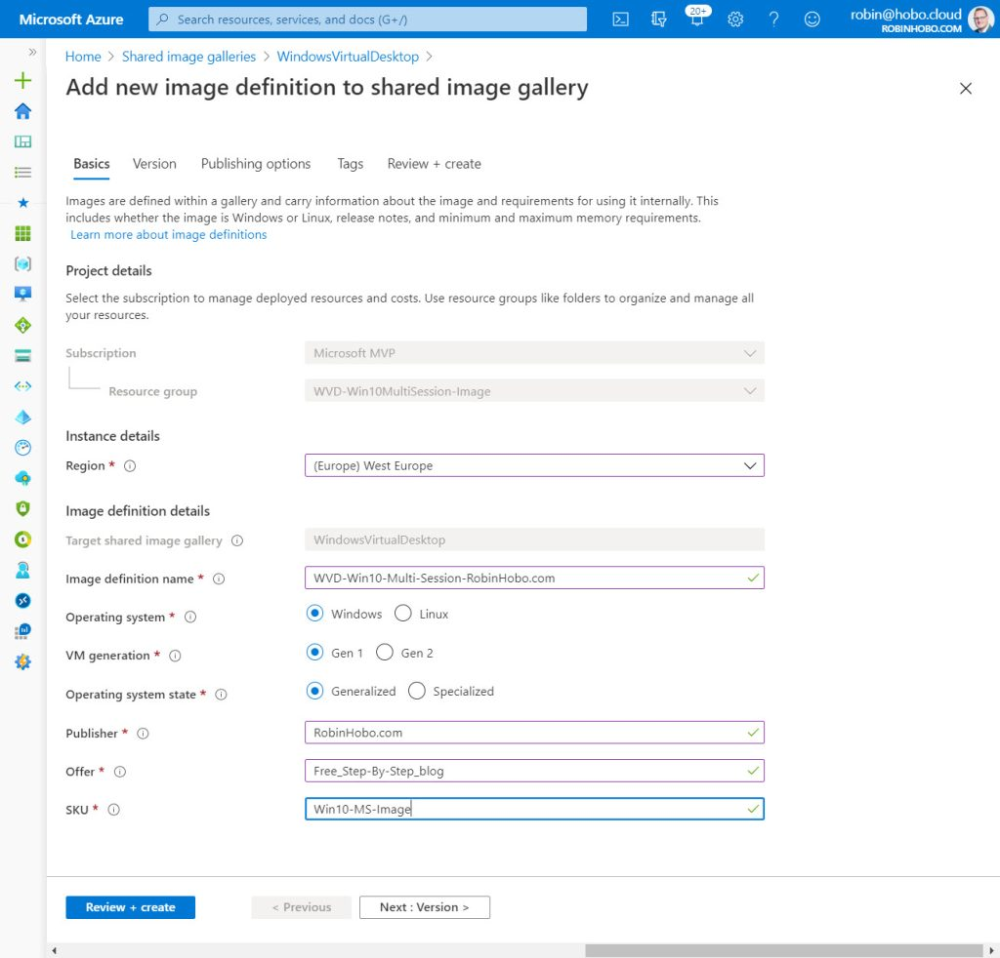 Microsoft Azure
Search resources, services, and docs (G+/)
20+
robin@hobo.cloud
ROBINHOBO.COM
Home > Shared image galleries > WindowsVirtualDesktop >
Add new image definition to shared image gallery
Basics Version Publishing options Tags Review + create
Images are defined within a gallery and carry information about the image and requirements for using it internally. This
includes whether the image is Windows or Linux, release notes, and minimum and maximum memory requirements.
Learn more about image definitions
Project details
Select the subscription to manage deployed resources and costs. Use resource groups like folders to organize and manage all
your resources.
Subscription Microsoft MVP
Resource group WVD-Win10MultiSession-Image
Instance details
Region * (Europe) West Europe
Image definition details
Target shared image gallery WindowsVirtualDesktop
Image definition name * WVD-Win10-Multi-Session-RobinHobo.com
Operating system * Windows Linux
VM generation * Gen 1 Gen 2
Operating system state * Generalized Specialized
Publisher * RobinHobo.com
Offer * Free_Step-By-Step_blog
SKU * Win10-MS-Image
Review + create < Previous Next : Version >